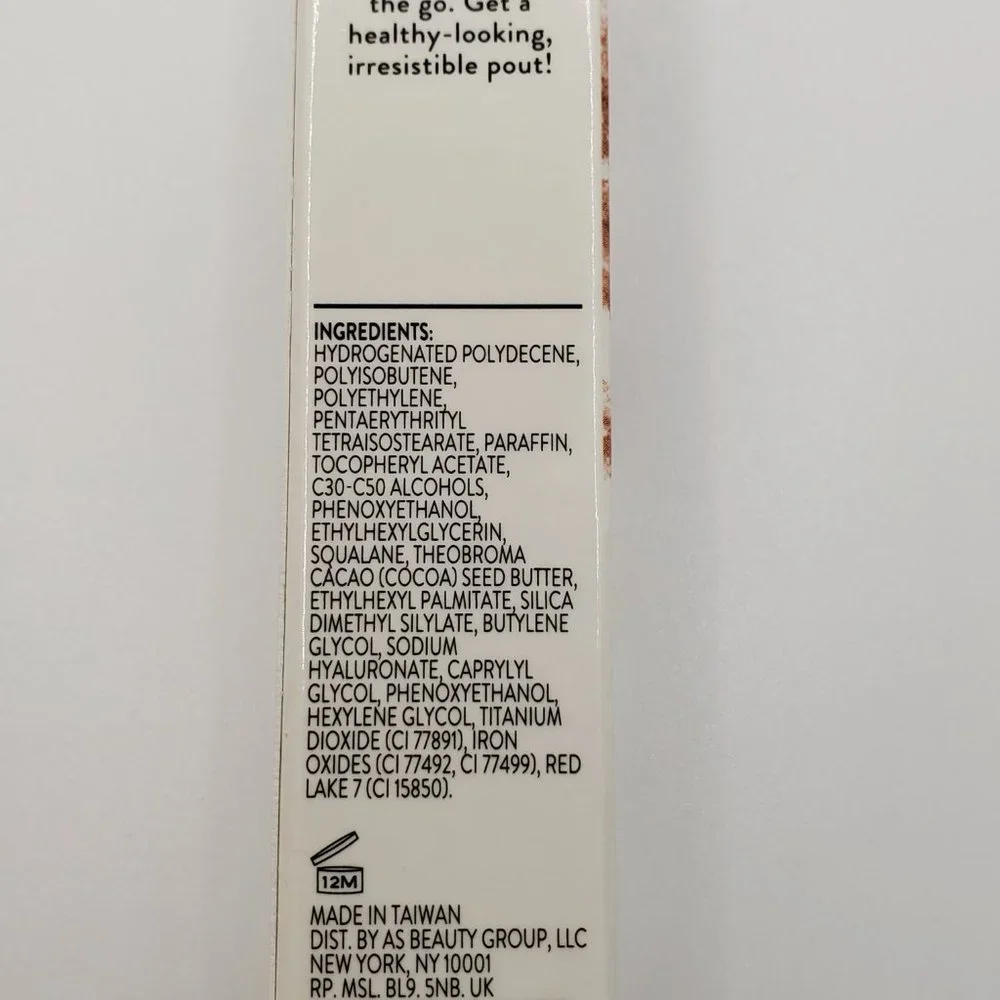 the go. Get a
healthy-looking,
irresistible pout!
INGREDIENTS:
HYDROGENATED POLYDECENE,
POLYISOBUTENE,
POLYETHYLENE,
PENTAERYTHRITYL
TETRAISOSTEARATE, PARAFFIN,
TOCOPHERYL ACETATE,
C30-C50 ALCOHOLS,
PHENOXYETHANOL,
ETHYLHEXYLGLYCERIN,
SQUALANE, THEOBROMA
CACAO (COCOA) SEED BUTTER,
ETHYLHEXYL PALMITATE, SILICA
DIMETHYL SILYLATE, BUTYLENE
GLYCOL, SODIUM
HYALURONATE, CAPRYLYL
GLYCOL, PHENOXYETHANOL,
HEXYLENE GLYCOL, TITANIUM
DIOXIDE (CI 77891), IRON
OXIDES (CI 77492, CI 77499), RED
LAKE 7 (CI 15850).
12M
MADE IN TAIWAN
DIST. BY AS BEAUTY GROUP, LLC
NEW YORK, NY 10001
RP. MSL. BL9. 5NB. UK